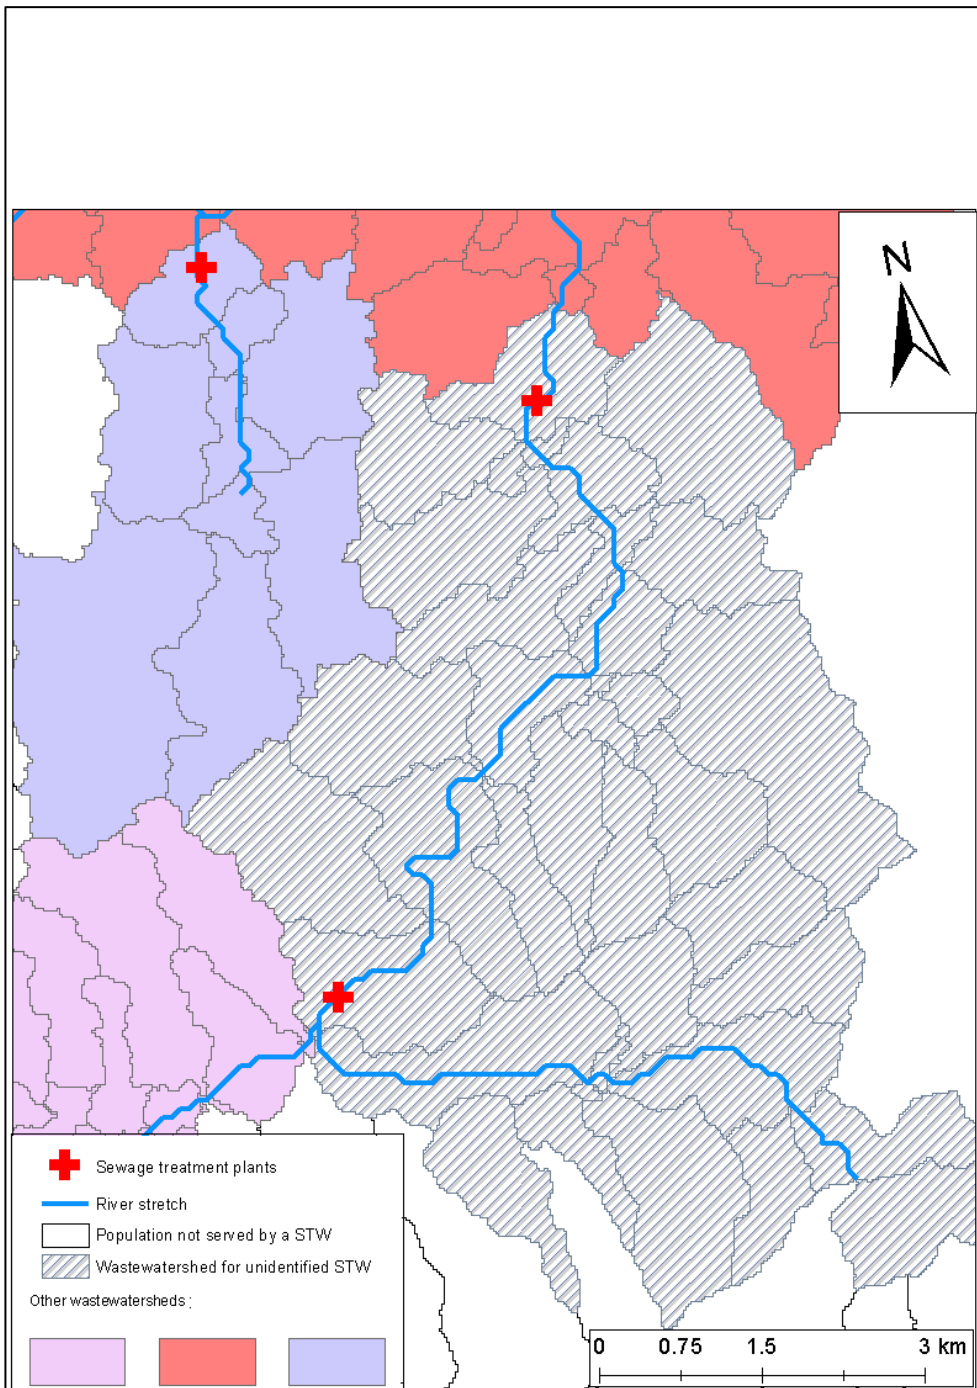 N
Sewage treatment plants
River stretch
Population not served by a STW
Wastewatershed for unidentified STW
Other wastewatersheds :
0 0.75 1.5 3 km